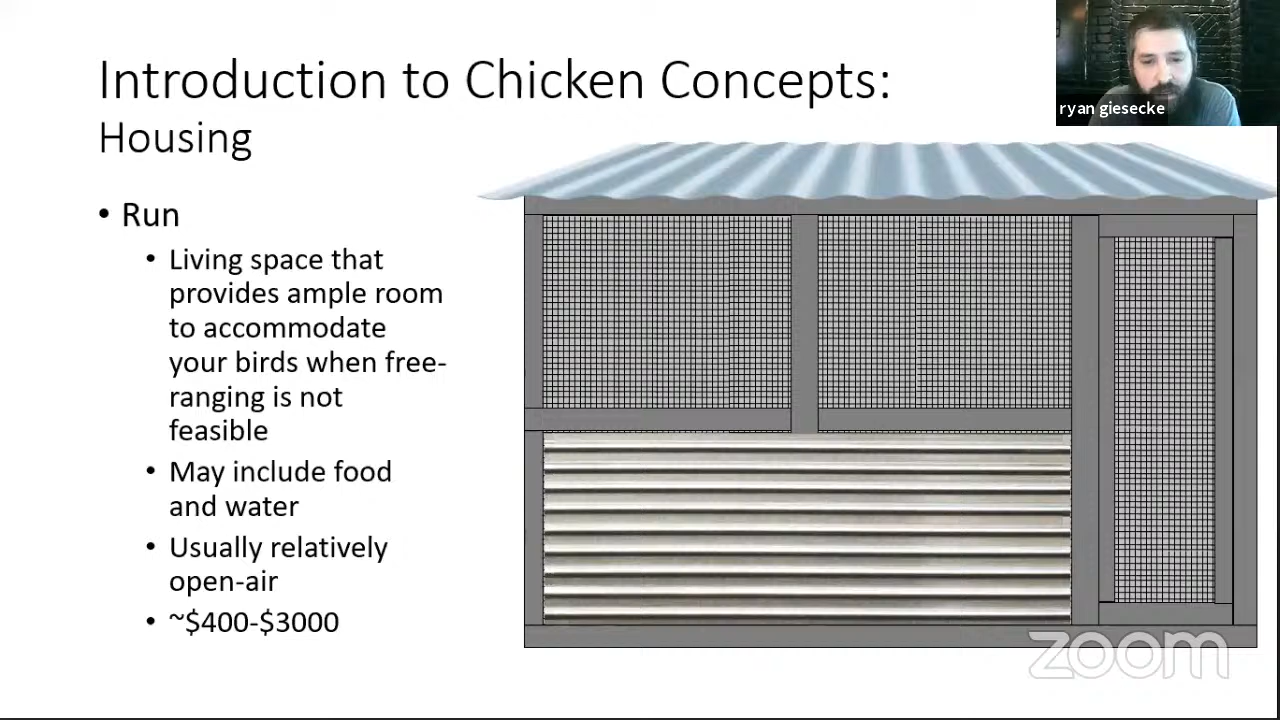 Introduction to Chicken Concepts:
Housing
ryan giesecke
• Run
• Living space that
provides ample room
to accommodate
your birds when free-
ranging is not
feasible
• May include food
and water
• Usually relatively
open-air
• ~$400-$3000
zoom